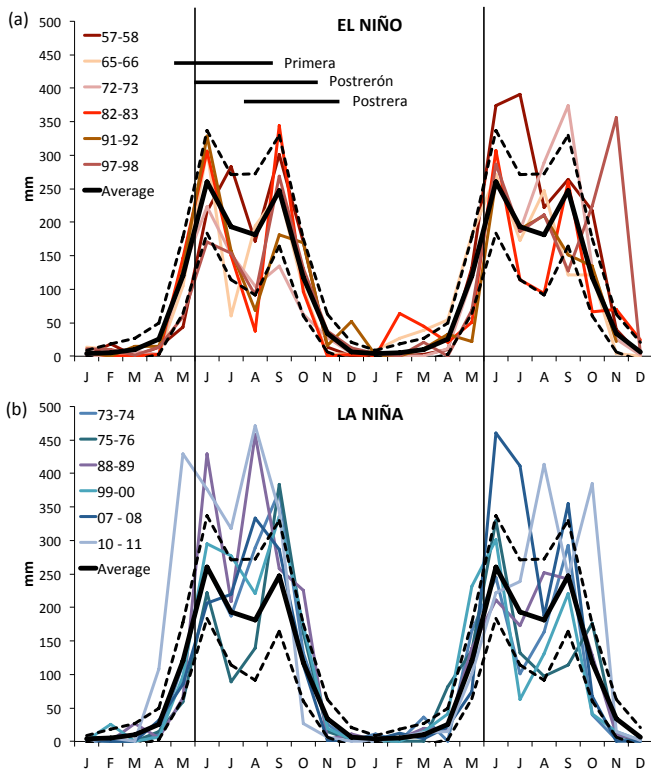 (a)
EL NIÑO
57-58
65-66
72-73
82-83
91-92
97-98
Average
Primera
Postrerón
Postrera
mm
500
450
400
350
300
250
200
150
100
50
0
J F M A M J J A S O N D J F M A M J J A S O N D
(b)
LA NIÑA
73-74
75-76
88-89
99-00
07 - 08
10 - 11
Average
mm
500
450
400
350
300
250
200
150
100
50
0
J F M A M J J A S O N D J F M A M J J A S O N D